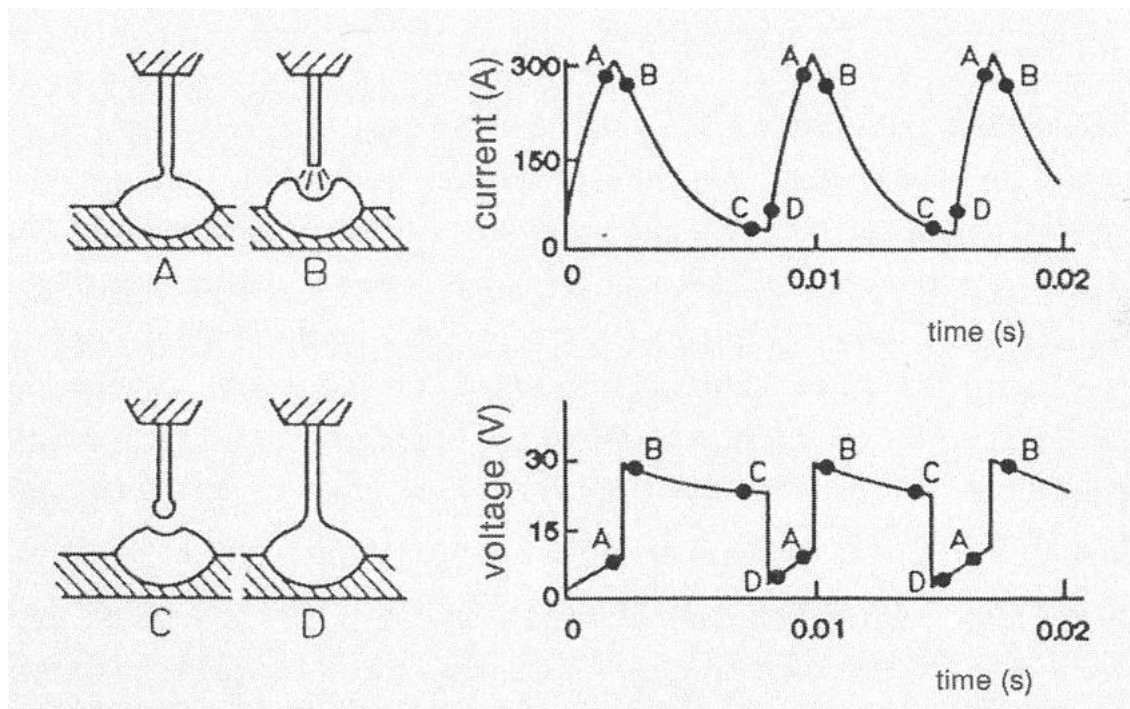 A B
current (A)
300
150
0
A B A B A B
C D C D
0 0.01 0.02
time (s)
C D
voltage (V)
30
15
0
B C B C B
A D A D A
0 0.01 0.02
time (s)